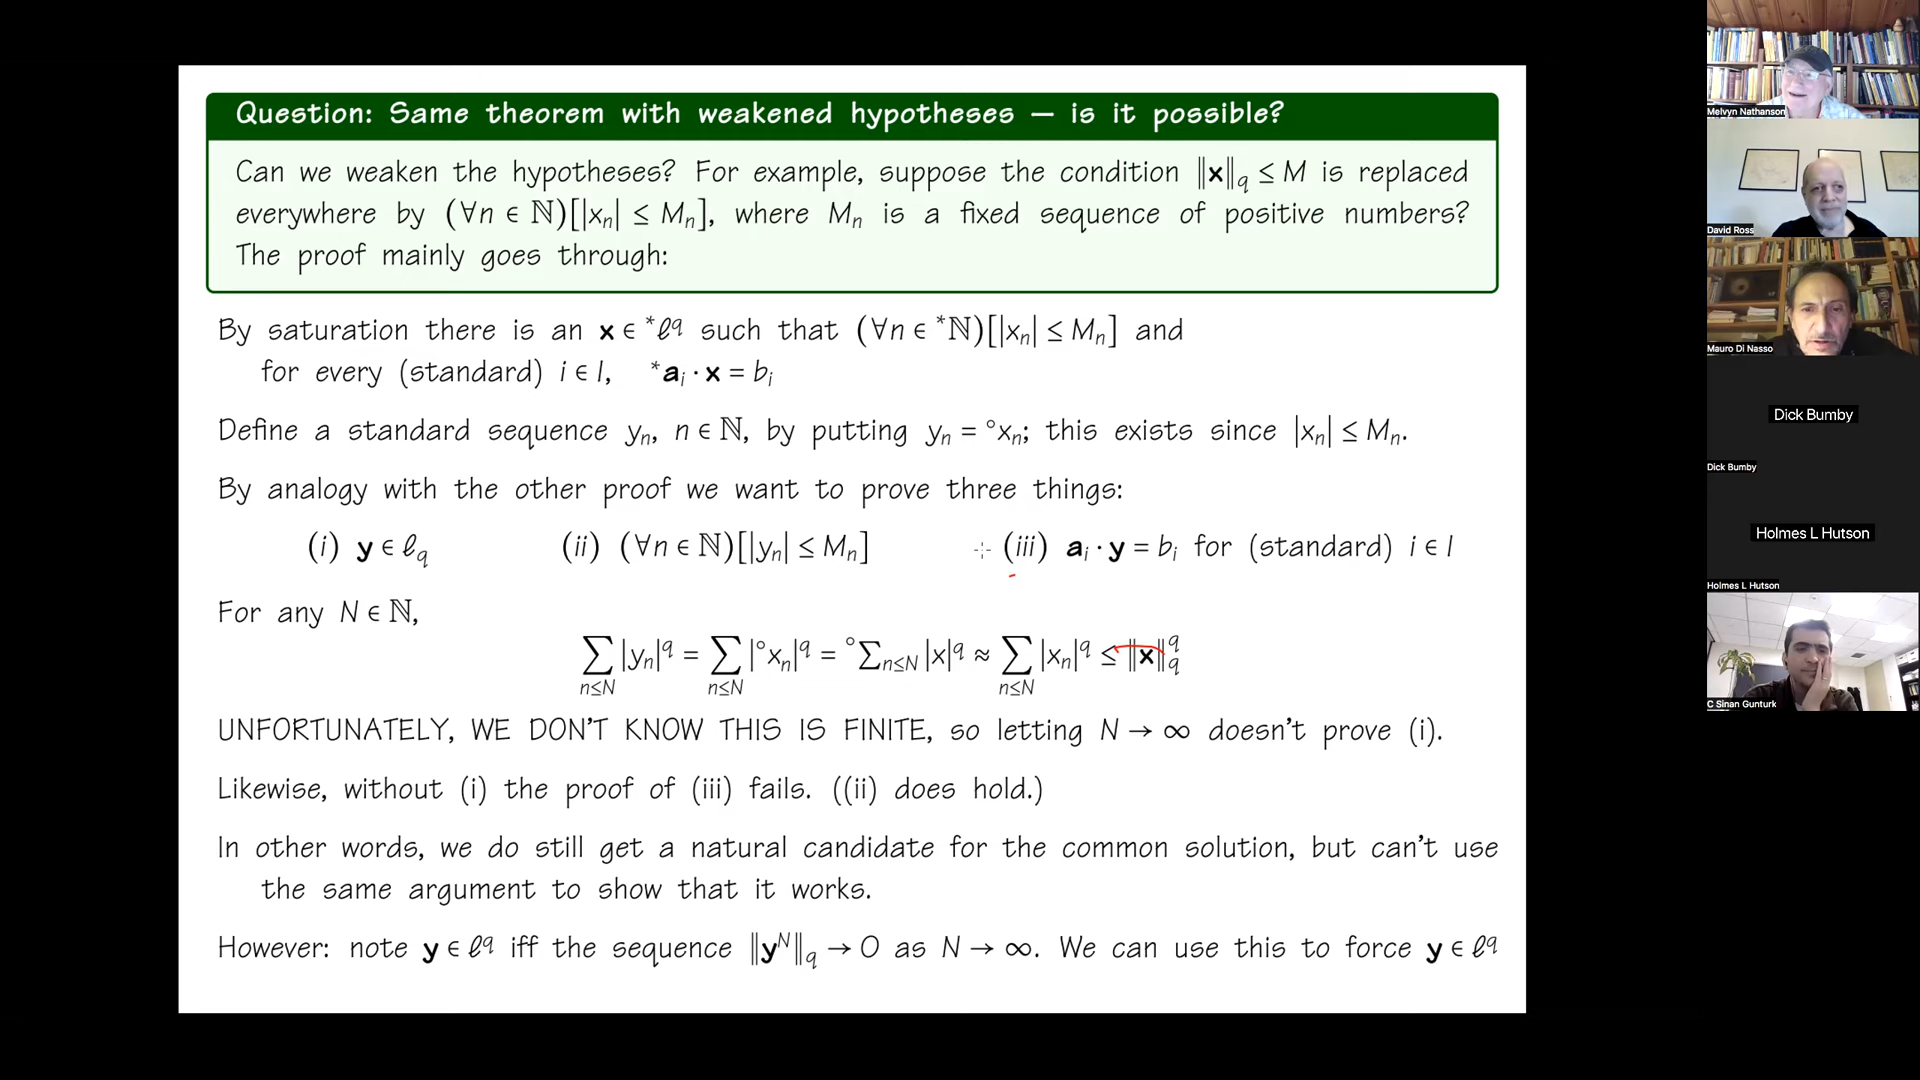 Question: Same theorem with weakened hypotheses — is it possible?
Can we weaken the hypotheses? For example, suppose the condition ‖x‖_q ≤ M is replaced
everywhere by (∀n ∈ ℕ)[|x_n| ≤ M_n], where M_n is a fixed sequence of positive numbers?
The proof mainly goes through:
By saturation there is an x ∈ *ℓ^q such that (∀n ∈ *ℕ)[|x_n| ≤ M_n] and
for every (standard) i ∈ I, *a_i · x = b_i
Define a standard sequence y_n, n ∈ ℕ, by putting y_n = °x_n; this exists since |x_n| ≤ M_n.
By analogy with the other proof we want to prove three things:
(i) y ∈ ℓ_q (ii) (∀n ∈ ℕ)[|y_n| ≤ M_n] (iii) a_i · y = b_i for (standard) i ∈ I
For any N ∈ ℕ,
∑_{n≤N} |y_n|^q = ∑_{n≤N} |°x_n|^q = °∑_{n≤N} |x|^q ≈ ∑_{n≤N} |x_n|^q ≤ ‖x‖_q^q
UNFORTUNATELY, WE DON'T KNOW THIS IS FINITE, so letting N → ∞ doesn't prove (i).
Likewise, without (i) the proof of (iii) fails. ((ii) does hold.)
In other words, we do still get a natural candidate for the common solution, but can't use
the same argument to show that it works.
However: note y ∈ ℓ^q iff the sequence ‖y^N‖_q → 0 as N → ∞. We can use this to force y ∈ ℓ^q
Melvyn Nathanson
David Ross
Mauro Di Nasso
Dick Bumby
Dick Bumby
Holmes L Hutson
Holmes L Hutson
C Sinan Gunturk